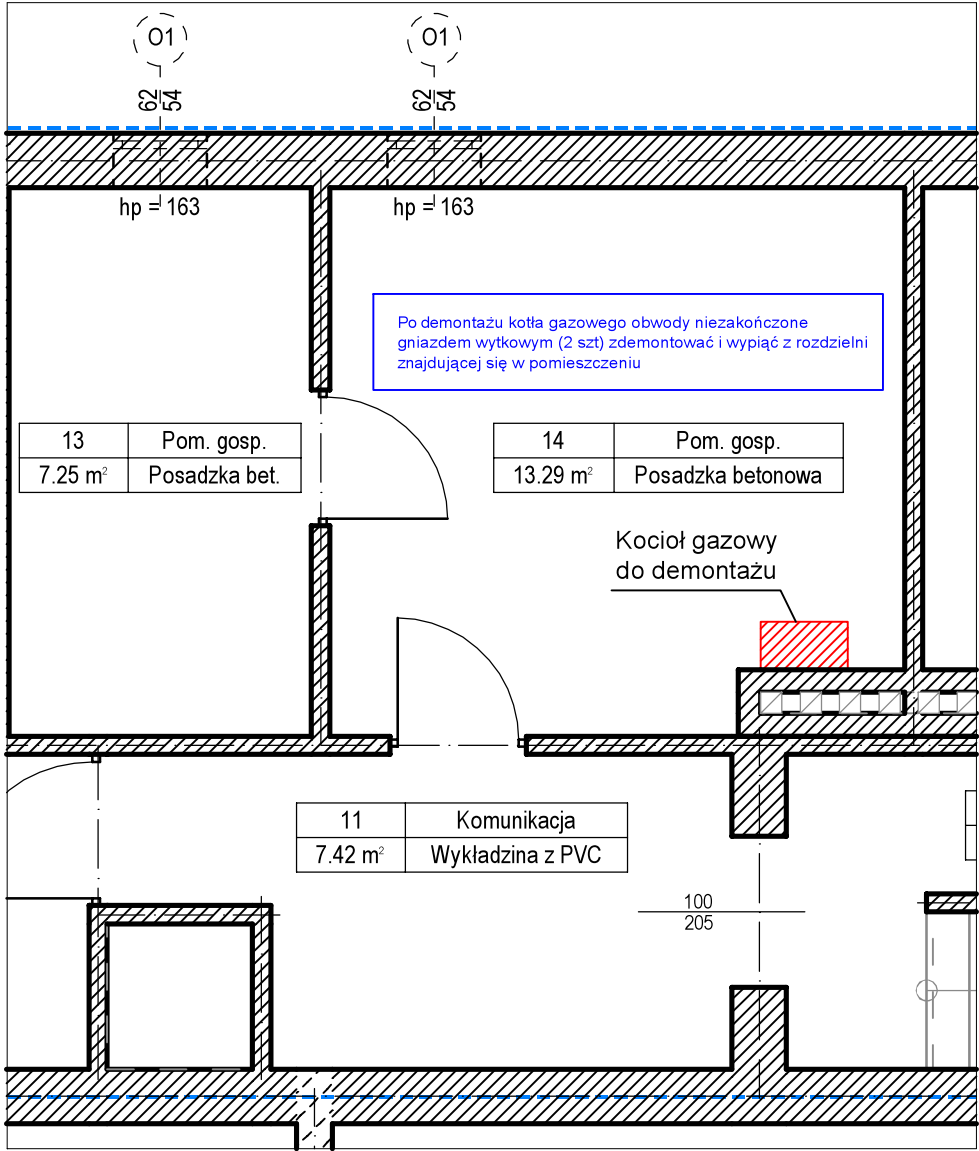 O1
O1
62
54
62
54
hp = 163
hp = 163
Po demontażu kotła gazowego obwody niezakończone
gniazdem wytkowym (2 szt) zdemontować i wypiąć z rozdzielni
znajdującej się w pomieszczeniu
13 Pom. gosp.
7.25 m² Posadzka bet.
14 Pom. gosp.
13.29 m² Posadzka betonowa
Kocioł gazowy
do demontażu
11 Komunikacja
7.42 m² Wykładzina z PVC
100
205